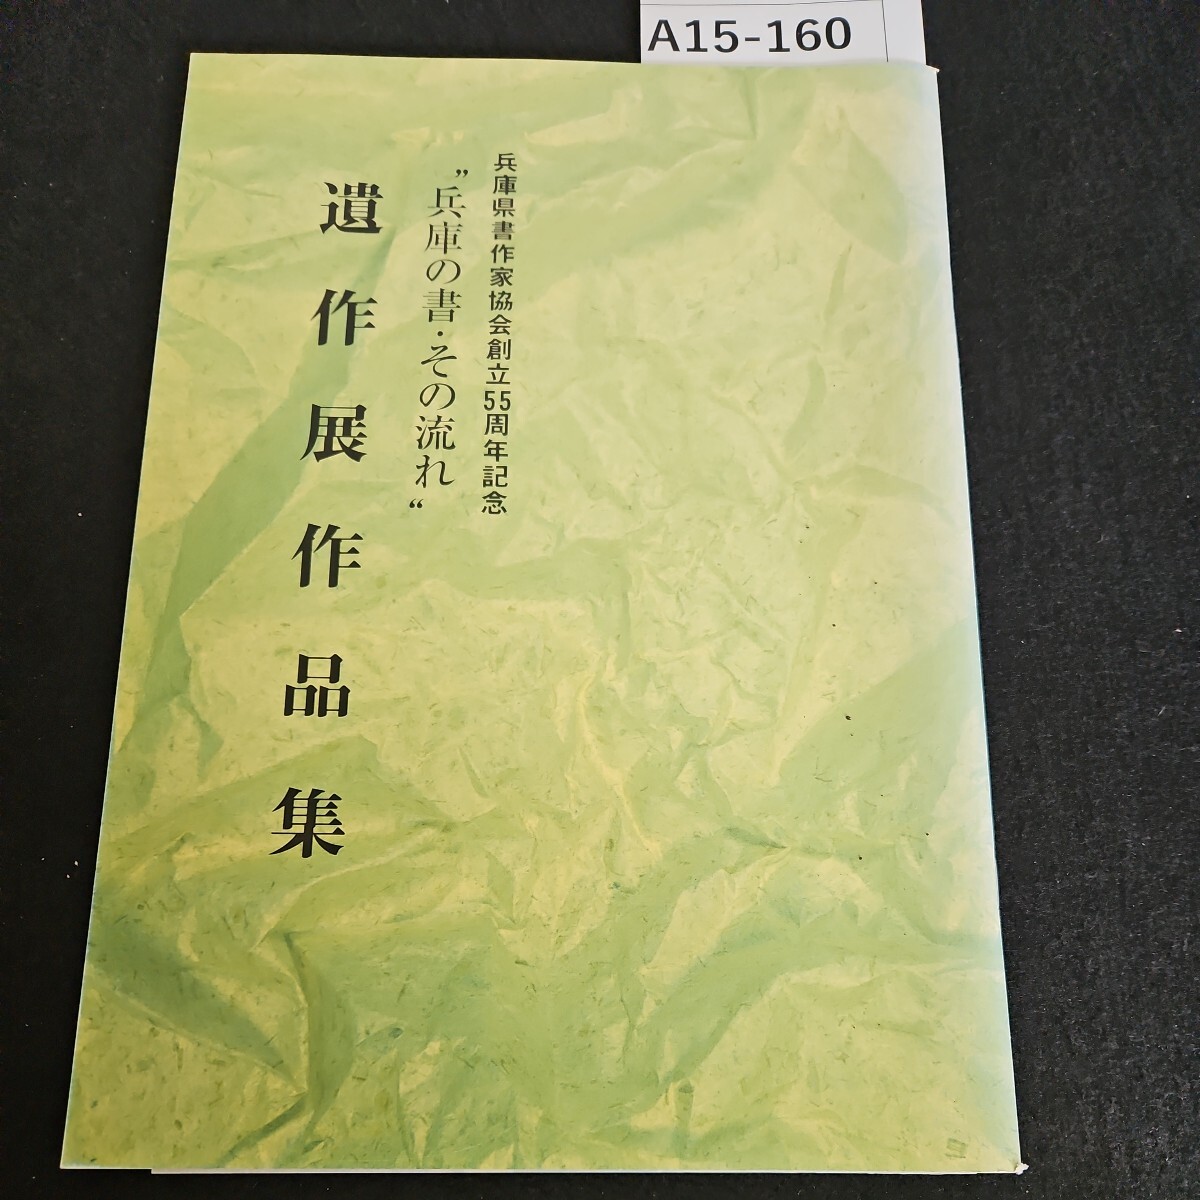 A15-160
兵庫県書作家協会創立55周年記念
〝兵庫の書・その流れ〟
遺作展作品集